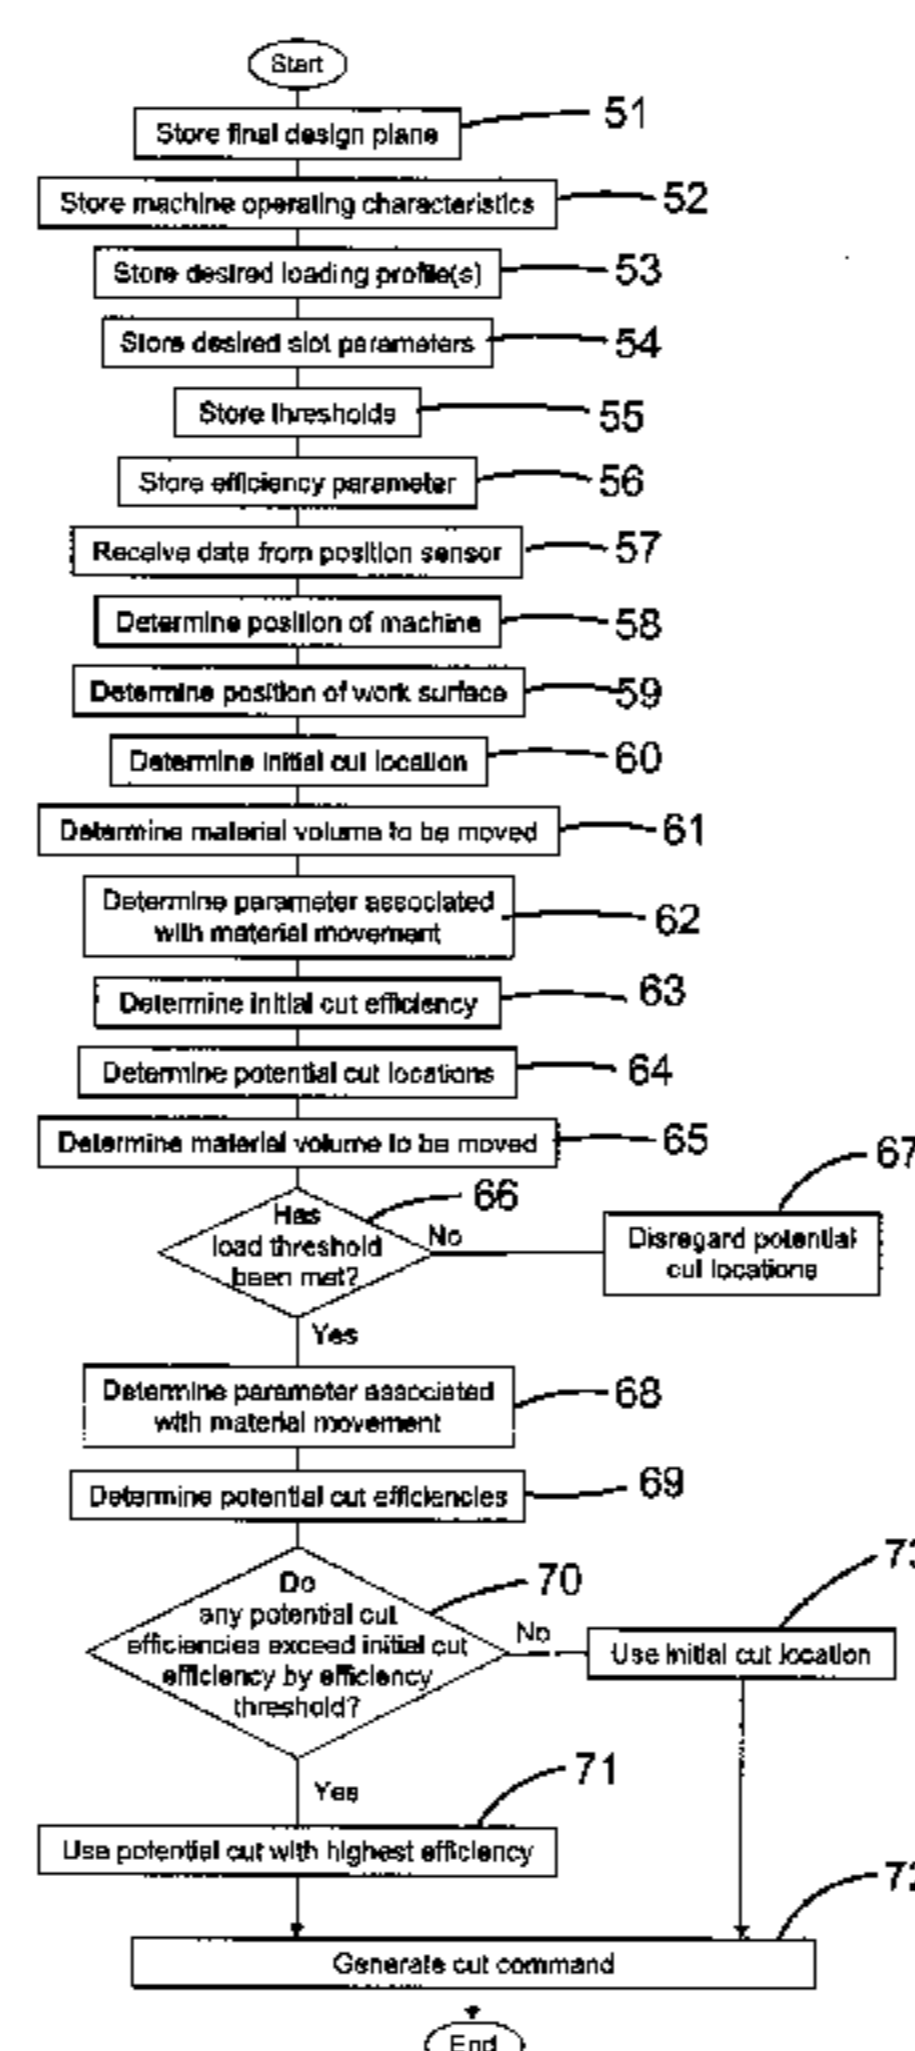 Start
Store final design plane
51
Store machine operating characteristics
52
Store desired loading profile(s)
53
Store desired slot parameters
54
Store thresholds
55
Store efficiency parameter
56
Receive data from position sensor
57
Determine position of machine
58
Determine position of work surface
59
Determine initial cut location
60
Determine material volume to be moved
61
Determine parameter associated
with material movement
62
Determine initial cut efficiency
63
Determine potential cut locations
64
Determine material volume to be moved
65
66
Has
load threshold
been met?
No
67
Disregard potential
cut locations
Yes
Determine parameter associated
with material movement
68
Determine potential cut efficiencies
69
70
Do
any potential cut
efficiencies exceed initial cut
efficiency by efficiency
threshold?
No
73
Use initial cut location
Yes
71
Use potential cut with highest efficiency
72
Generate cut command
End